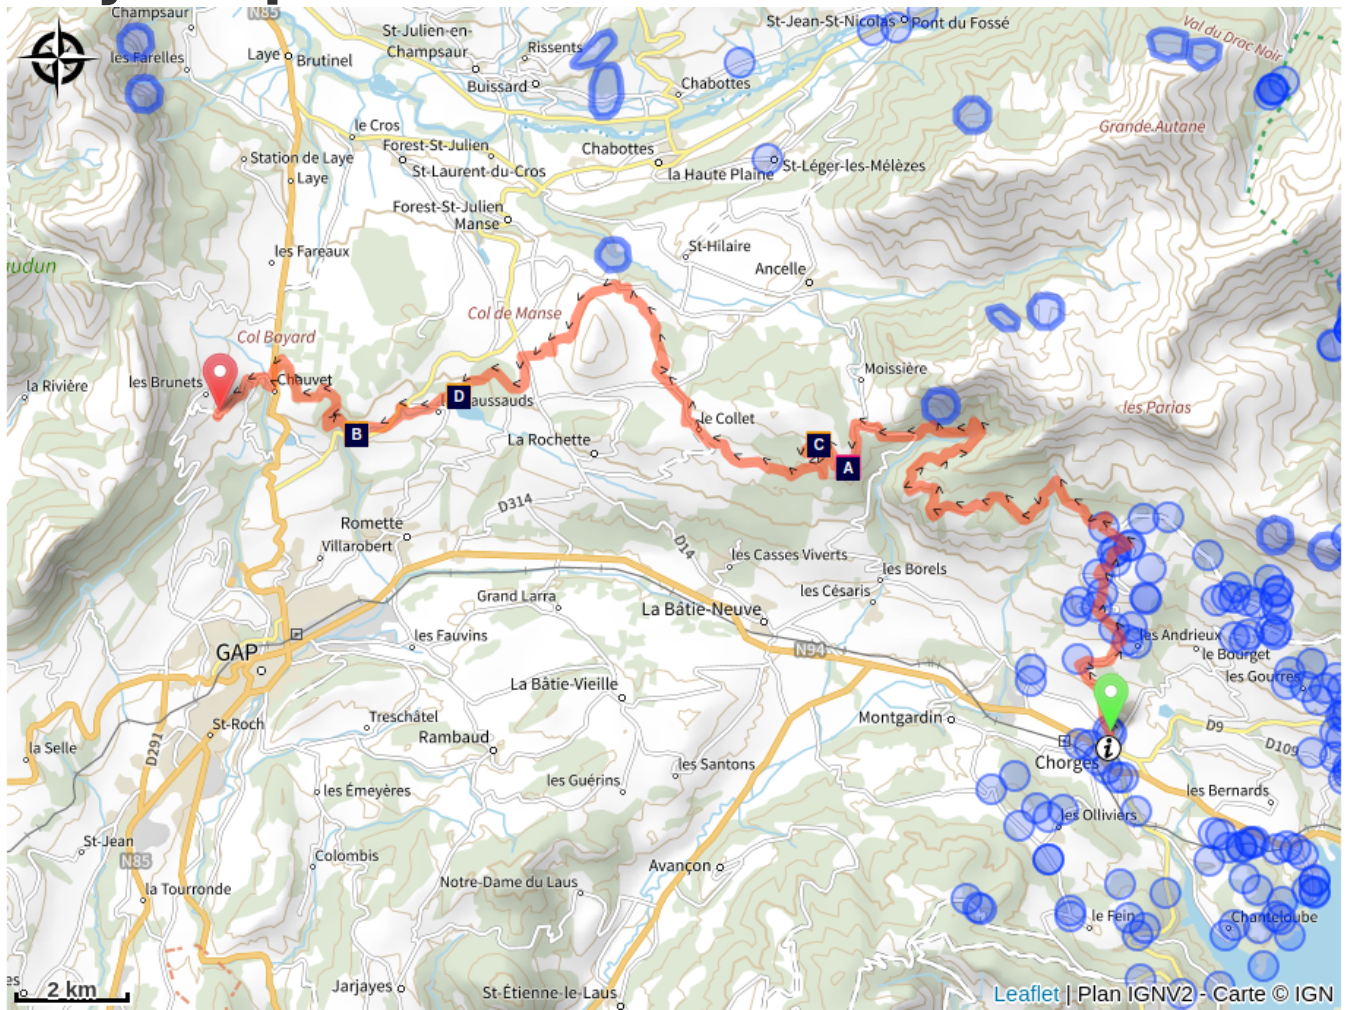 Champsaur
les Farelles
N85
Laye
Brutinel
St-Julien-en-
Champsaur
Rissents
Buissard
Chabottes
St-Jean-St-Nicolas
Pont du Fossé
Val du Drac Noir
le Cros
Station de Laye
Laye
Forest-St-Julien
St-Laurent-du-Cros
Chabottes
la Haute Plaine
St-Léger-les-Mélèzes
Grande Autane
Forest-St-Julien
Manse
les Fareaux
St-Hilaire
Ancelle
Col de Manse
Col Bayard
la Rivière
les Brunets
Chauvet
D
aussauds
B
La Rochette
le Collet
C
A
Moissière
les Parias
D314
D14
Romette
Villarobert
les Casses Viverts
les Borels
les Césaris
Grand Larra
La Bâtie-Neuve
les Fauvins
N94
les Andrieux
le Bourget
les Gourres
GAP
La Bâtie-Vieille
St-Roch
Treschâtel
Rambaud
Montgardin
D9
D109
la Selle
D291
les Santons
les Guérins
i
Chorges
les Émeyères
les Bernards
les Olliviers
St-Jean
N85
Colombis
Avançon
la Tourronde
Notre-Dame du Laus
le Fein
Chanteloube
Jarjayes
St-Étienne-le-Laus
2 km
Leaflet | Plan IGNV2 - Carte © IGN